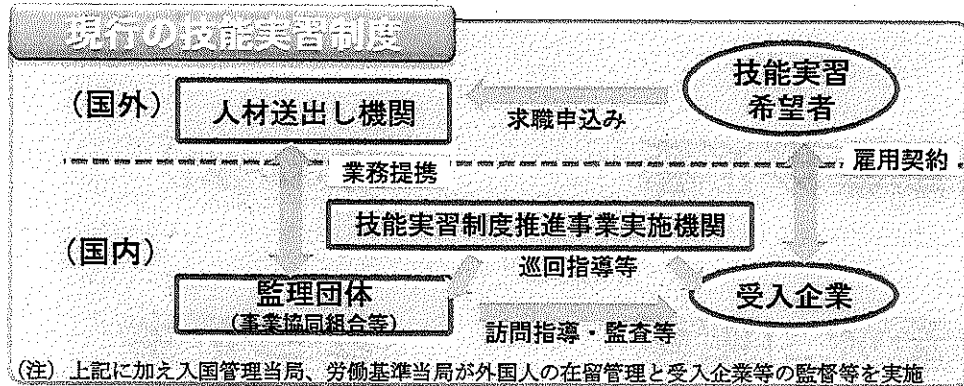 現行の技能実習制度
(国外)
人材送出し機関
求職申込み
技能実習
希望者
業務提携
雇用契約
技能実習制度推進事業実施機関
(国内)
巡回指導等
監理団体
(事業協同組合等)
訪問指導・監査等
受入企業
(注) 上記に加え入国管理当局、労働基準当局が外国人の在留管理と受入企業等の監督等を実施